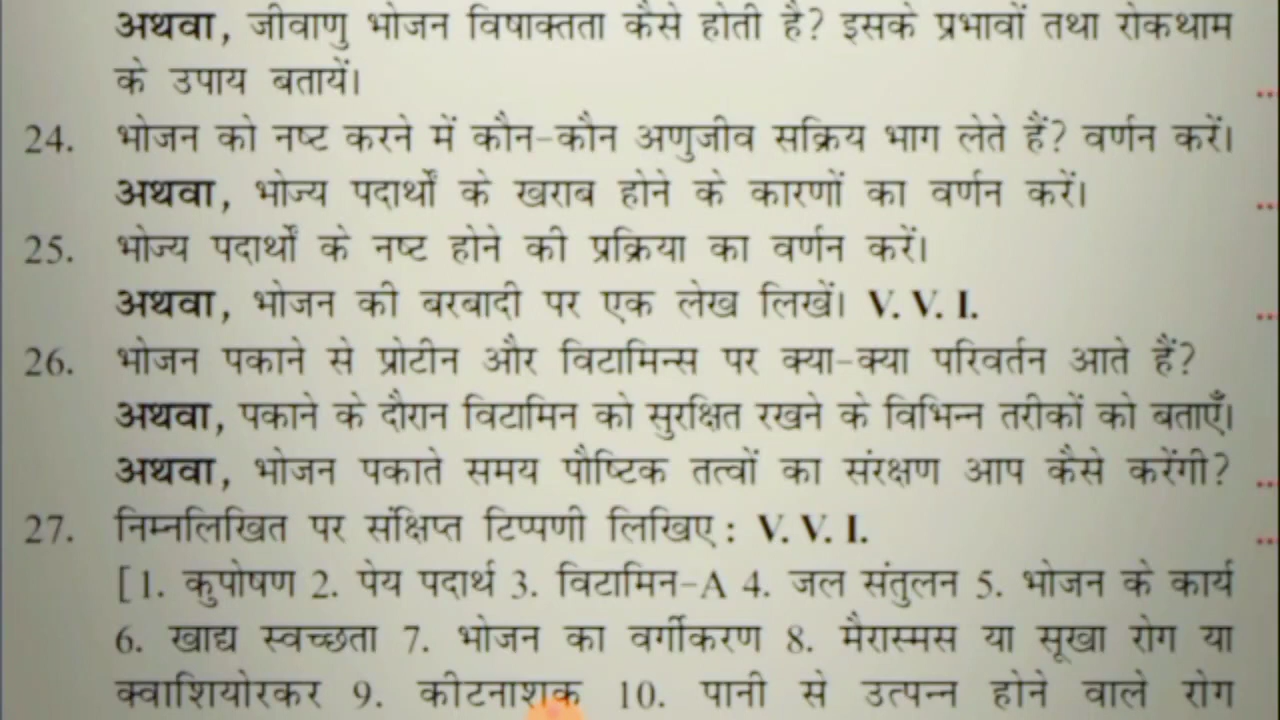 अथवा, जीवाणु भोजन विषाक्तता कैसे होती है? इसके प्रभावों तथा रोकथाम
के उपाय बतायें।
24. भोजन को नष्ट करने में कौन-कौन अणुजीव सक्रिय भाग लेते हैं? वर्णन करें।
अथवा, भोज्य पदार्थों के खराब होने के कारणों का वर्णन करें।
25. भोज्य पदार्थों के नष्ट होने की प्रक्रिया का वर्णन करें।
अथवा, भोजन की बरबादी पर एक लेख लिखें। V. V. I.
26. भोजन पकाने से प्रोटीन और विटामिन्स पर क्या-क्या परिवर्तन आते हैं?
अथवा, पकाने के दौरान विटामिन को सुरक्षित रखने के विभिन्न तरीकों को बताएँ।
अथवा, भोजन पकाते समय पौष्टिक तत्वों का संरक्षण आप कैसे करेंगी?
27. निम्नलिखित पर संक्षिप्त टिप्पणी लिखिए : V. V. I.
[1. कुपोषण 2. पेय पदार्थ 3. विटामिन-A 4. जल संतुलन 5. भोजन के कार्य
6. खाद्य स्वच्छता 7. भोजन का वर्गीकरण 8. मैरास्मस या सूखा रोग या
क्वाशियोरकर 9. कीटनाशक 10. पानी से उत्पन्न होने वाले रोग